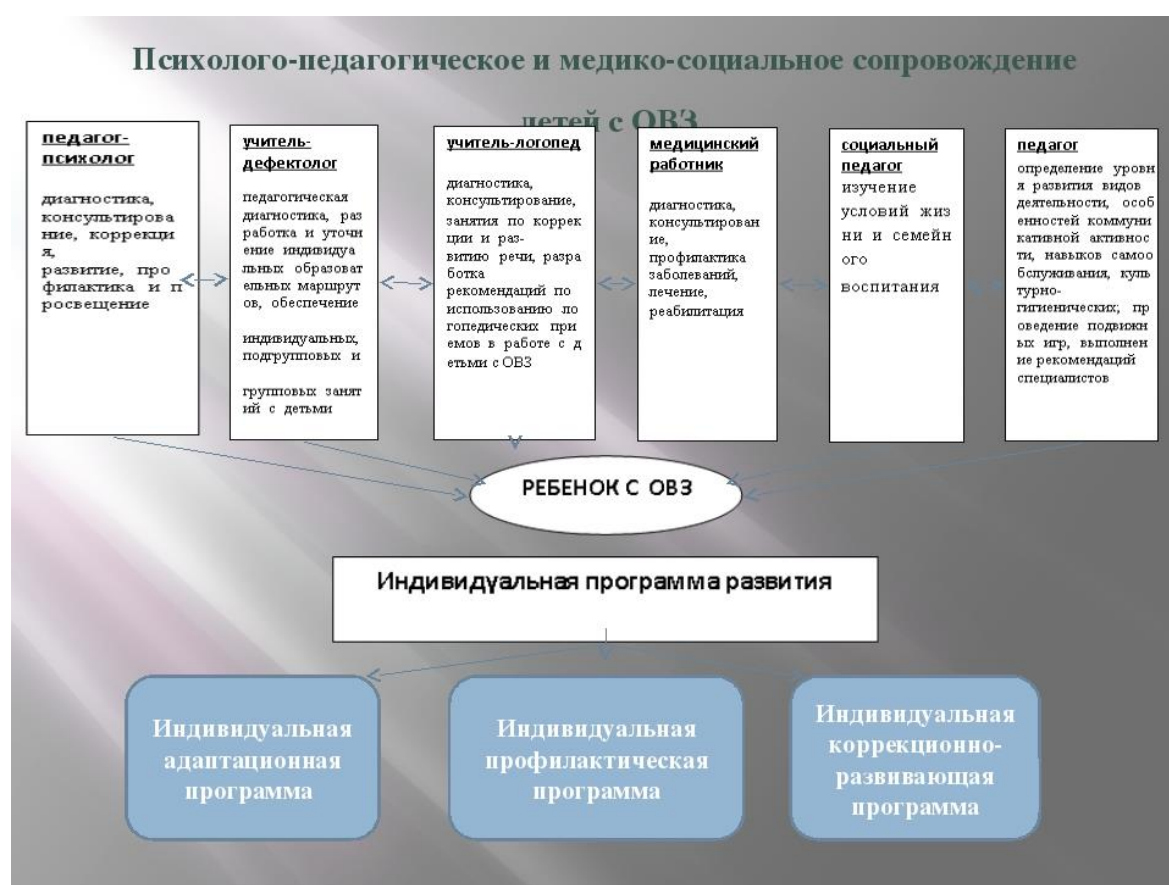 Психолого-педагогическое и медико-социальное сопровождение
детей с ОВЗ
педагог-
психолог
диагностика,
консультирова
ние, коррекци
я,
развитие, про
филактика и п
росвещение
учитель-
дефектолог
педагогическая
диагностика, раз
работка и уточн
ение индивидуа
льных образоват
ельных маршрут
ов, обеспечение
индивидуальных,
подгрупповых и
групповых занят
ий с детьми
учитель-логопед
диагностика,
консультирование,
занятия по коррек
ции и раз-
витию речи, разра
ботка
рекомендаций по
использованию ло
гопедических при
емов в работе с д
етьми с ОВЗ
медицинский
работник
диагностика,
консультирован
ие,
профилактика
заболеваний,
лечение,
реабилитация
социальный
педагог
изучение
условий жиз
ни и семейн
ого
воспитания
педагог
определение уровн
я развития видов
деятельности, особ
енностей коммуни
кативной активнос
ти, навыков самоо
бслуживания, куль
турно-
гигиенических; пр
оведение подвижн
ых игр, выполнен
ие рекомендаций
специалистов
РЕБЕНОК С ОВЗ
Индивидуальная программа развития
Индивидуальная
адаптационная
программа
Индивидуальная
профилактическая
программа
Индивидуальная
коррекционно-
развивающая
программа